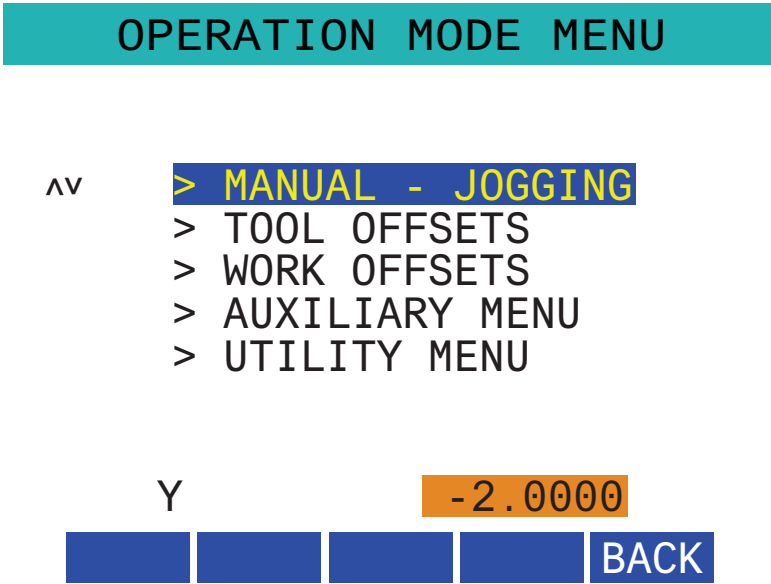 OPERATION MODE MENU
˄˅ > MANUAL - JOGGING
> TOOL OFFSETS
> WORK OFFSETS
> AUXILIARY MENU
> UTILITY MENU
Y -2.0000
BACK